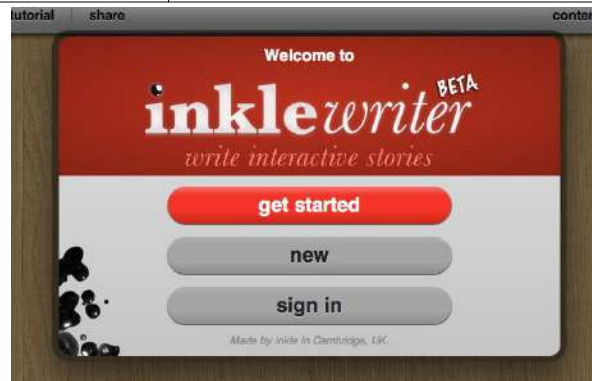 tutorial share conten
Welcome to
inklewriter BETA
write interactive stories
get started
new
sign in
Made by inkle in Cambridge, UK.